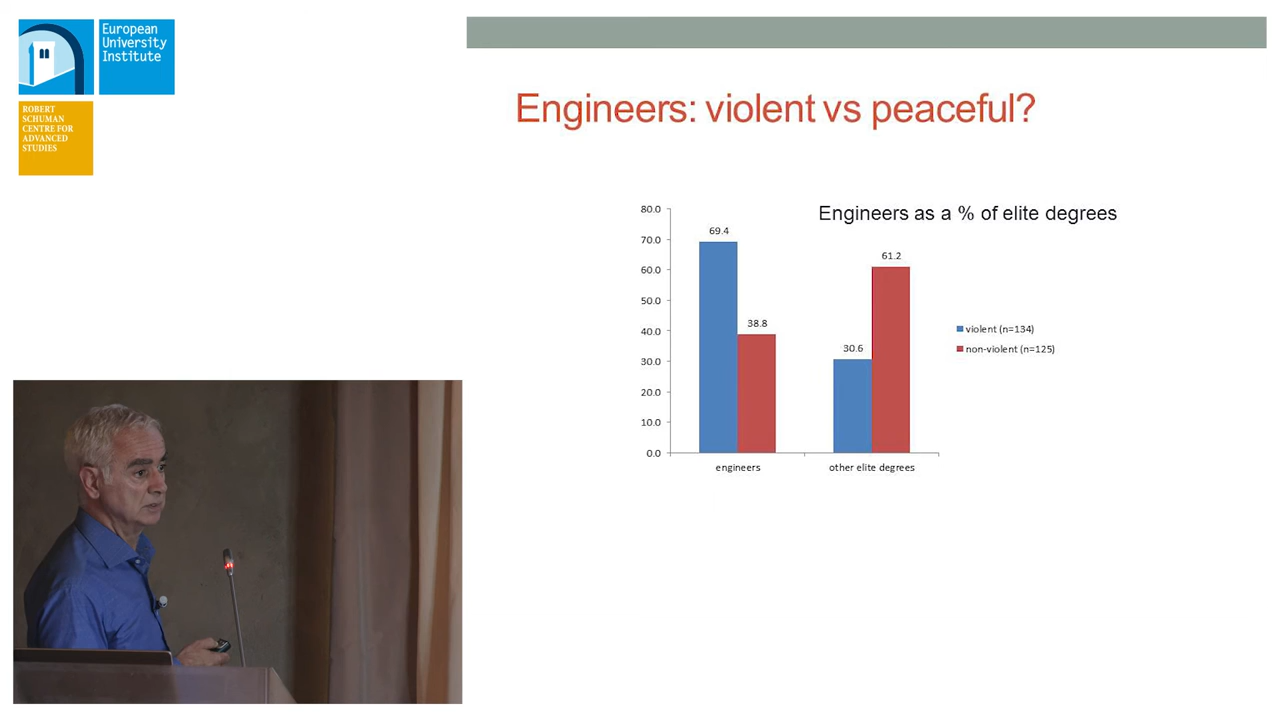 European
University
Institute
ROBERT
SCHUMAN
CENTRE FOR
ADVANCED
STUDIES
Engineers: violent vs peaceful?
Engineers as a % of elite degrees
80.0
70.0
60.0
50.0
40.0
30.0
20.0
10.0
0.0
69.4
38.8
30.6
61.2
engineers
other elite degrees
violent (n=134)
non-violent (n=125)